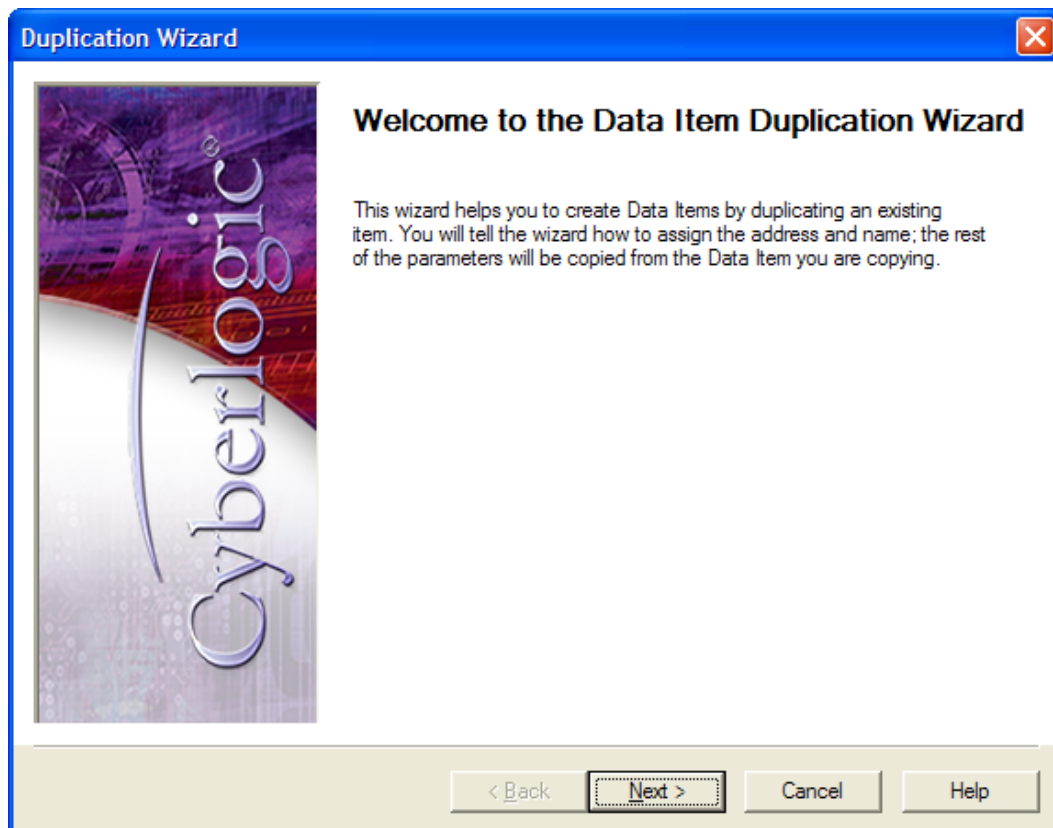 Duplication Wizard
Cyberlogic®
Welcome to the Data Item Duplication Wizard
This wizard helps you to create Data Items by duplicating an existing
item. You will tell the wizard how to assign the address and name; the rest
of the parameters will be copied from the Data Item you are copying.
< Back
Next >
Cancel
Help